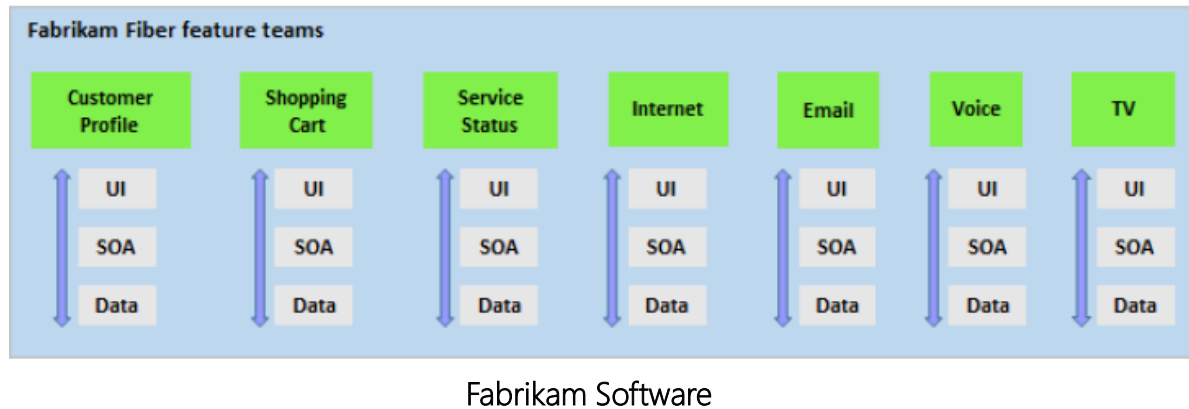 Fabrikam Fiber feature teams
Customer
Profile
Shopping
Cart
Service
Status
Internet
Email
Voice
TV
UI
UI
UI
UI
UI
UI
UI
SOA
SOA
SOA
SOA
SOA
SOA
SOA
Data
Data
Data
Data
Data
Data
Data
Fabrikam Software